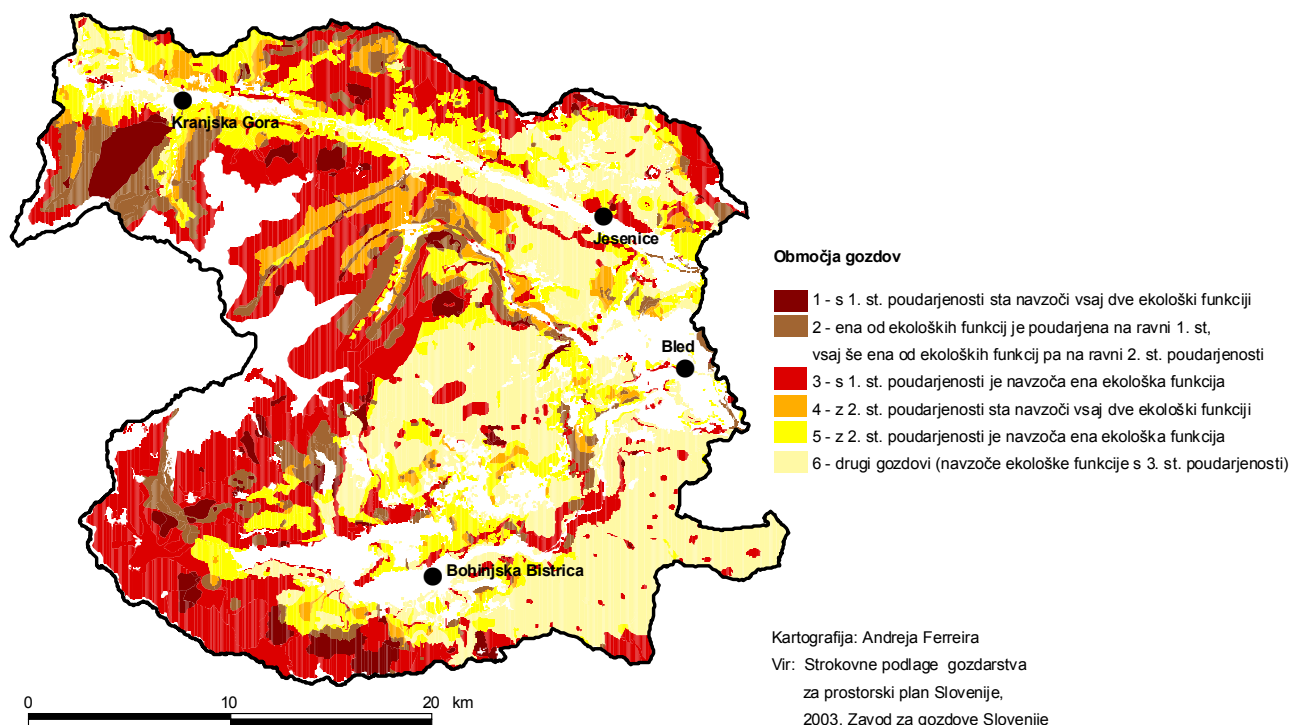 Kranjska Gora
Jesenice
Bled
Bohinjska Bistrica
Območja gozdov
1 - s 1. st. poudarjenosti sta navzoči vsaj dve ekološki funkciji
2 - ena od ekoloških funkcij je poudarjena na ravni 1. st,
vsaj še ena od ekoloških funkcij pa na ravni 2. st. poudarjenosti
3 - s 1. st. poudarjenosti je navzoča ena ekološka funkcija
4 - z 2. st. poudarjenosti sta navzoči vsaj dve ekološki funkciji
5 - z 2. st. poudarjenosti je navzoča ena ekološka funkcija
6 - drugi gozdovi (navzoče ekološke funkcije s 3. st. poudarjenosti)
Kartografija: Andreja Ferreira
Vir: Strokovne podlage gozdarstva
za prostorski plan Slovenije,
2003, Zavod za gozdove Slovenije
0 10 20 km